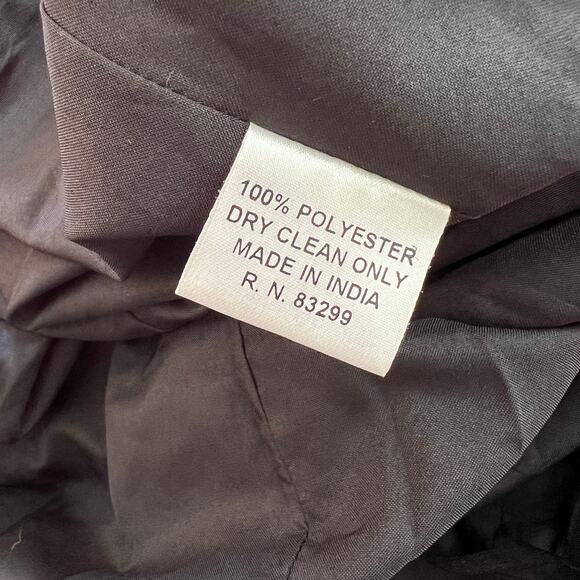 100% POLYESTER
DRY CLEAN ONLY
MADE IN INDIA
R. N. 83299